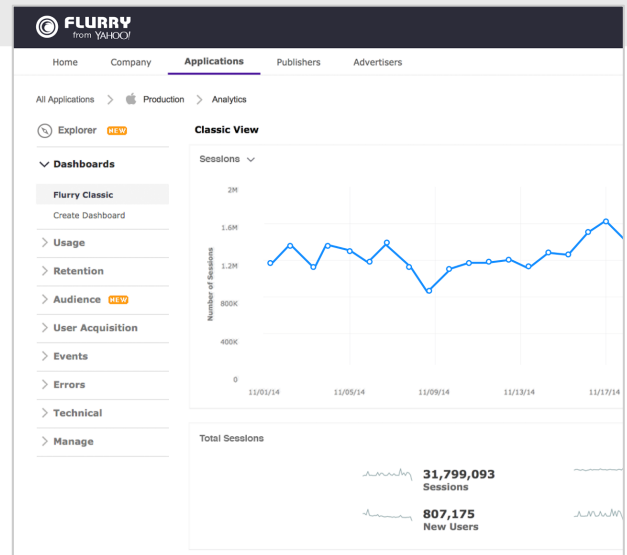 FLURRY
from YAHOO!
Home Company Applications Publishers Advertisers
All Applications Production Analytics
Explorer NEW
Dashboards
Flurry Classic
Create Dashboard
Usage
Retention
Audience NEW
User Acquisition
Events
Errors
Technical
Manage
Classic View
Sessions
Number of Sessions
2M
1.6M
1.2M
800K
400K
0
11/01/14 11/05/14 11/09/14 11/13/14 11/17/14
Total Sessions
31,799,093
Sessions
807,175
New Users